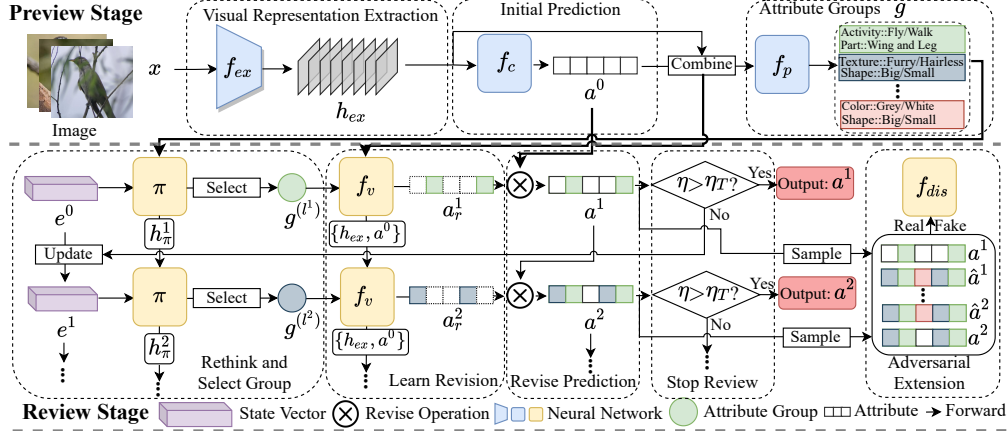 Preview Stage
Visual Representation Extraction
Initial Prediction
Attribute Groups g
Image
x
f_ex
h_ex
f_c
a^0
Combine
f_p
Activity::Fly/Walk
Part::Wing and Leg
Texture::Furry/Hairless
Shape::Big/Small
Color::Grey/White
Shape::Big/Small
e^0
π
Select
g^(l^1)
f_v
a_r^1
a^1
η>η_T?
Yes
Output: a^1
f_dis
h_π^1
{h_ex, a^0}
No
Real
Fake
Update
Sample
a^1
â^1
e^1
π
Select
g^(l^2)
f_v
a_r^2
a^2
η>η_T?
Yes
Output: a^2
â^2
h_π^2
{h_ex, a^0}
No
Sample
a^2
Rethink and
Select Group
Learn Revision
Revise Prediction
Stop Review
Adversarial
Extension
Review Stage
State Vector
Revise Operation
Neural Network
Attribute Group
Attribute
Forward